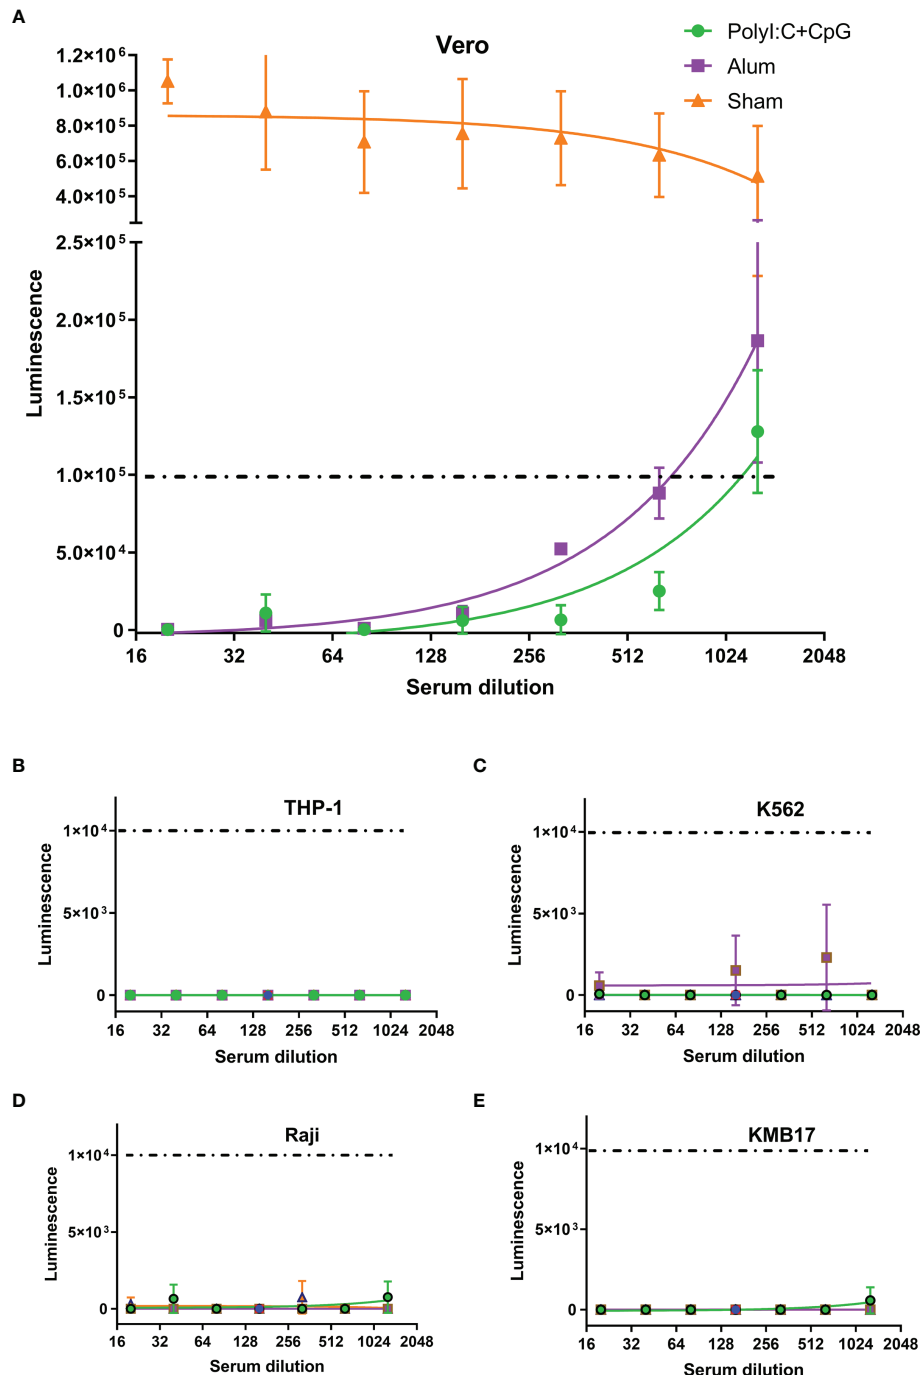 A
Vero
PolyI:C+CpG
Alum
Sham
1.2×10⁶
1.0×10⁶
8.0×10⁵
6.0×10⁵
4.0×10⁵
2.5×10⁵
2.0×10⁵
1.5×10⁵
1.0×10⁵
5.0×10⁴
0
Luminescence
16 32 64 128 256 512 1024 2048
Serum dilution
B
THP-1
1×10⁴
5×10³
0
Luminescence
16 32 64 128 256 512 1024 2048
Serum dilution
C
K562
1×10⁴
5×10³
0
Luminescence
16 32 64 128 256 512 1024 2048
Serum dilution
D
Raji
1×10⁴
5×10³
0
Luminescence
16 32 64 128 256 512 1024 2048
Serum dilution
E
KMB17
1×10⁴
5×10³
0
Luminescence
16 32 64 128 256 512 1024 2048
Serum dilution